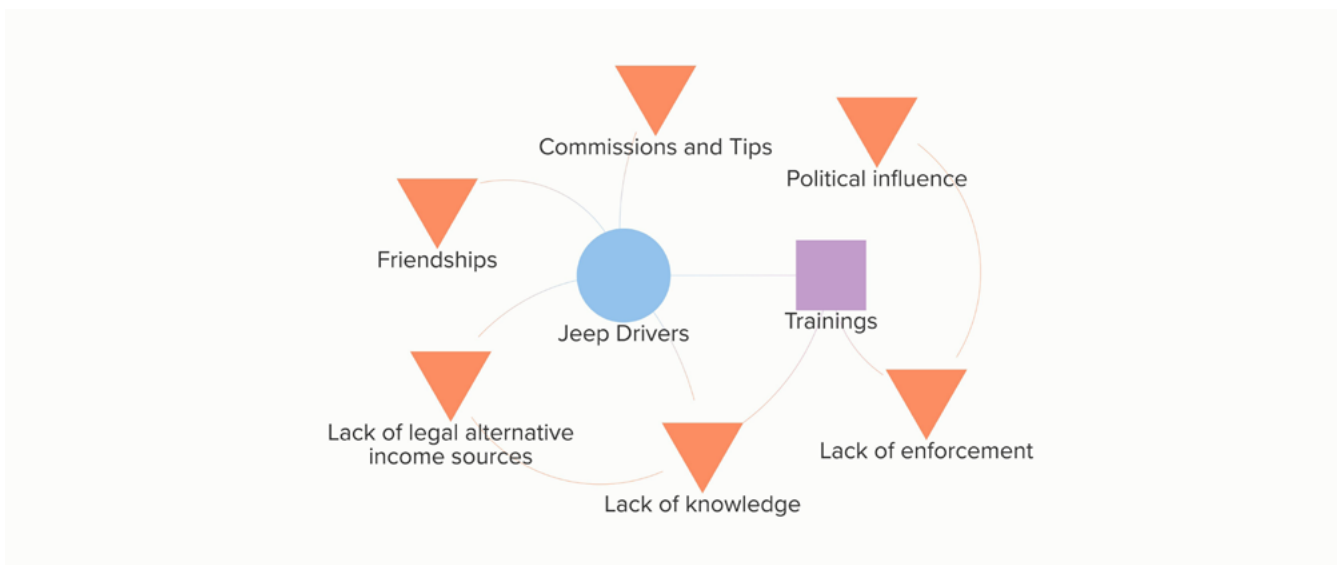 Commissions and Tips
Political influence
Friendships
Jeep Drivers
Trainings
Lack of legal alternative
income sources
Lack of knowledge
Lack of enforcement